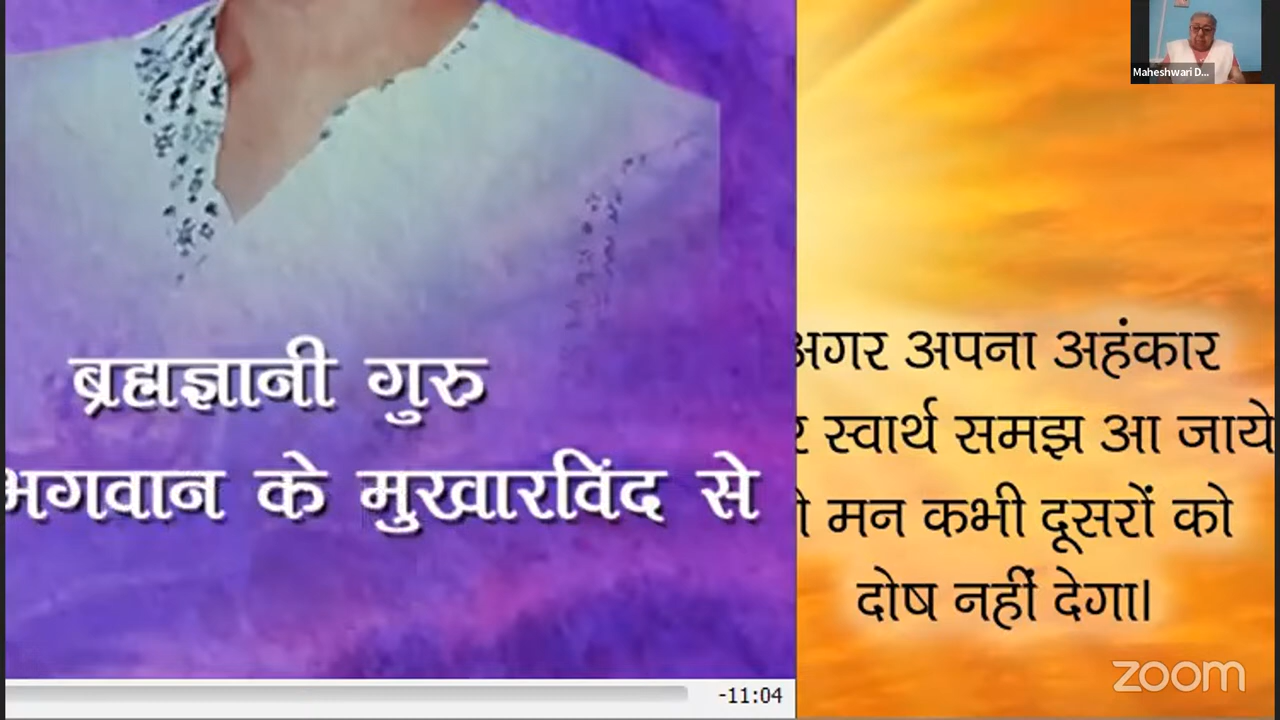 Maheshwari D...
ब्रह्मज्ञानी गुरु
भगवान के मुखारविंद से
अगर अपना अहंकार
स्वार्थ समझ आ जाये
मन कभी दूसरों को
दोष नहीं देगा।
-11:04
zoom